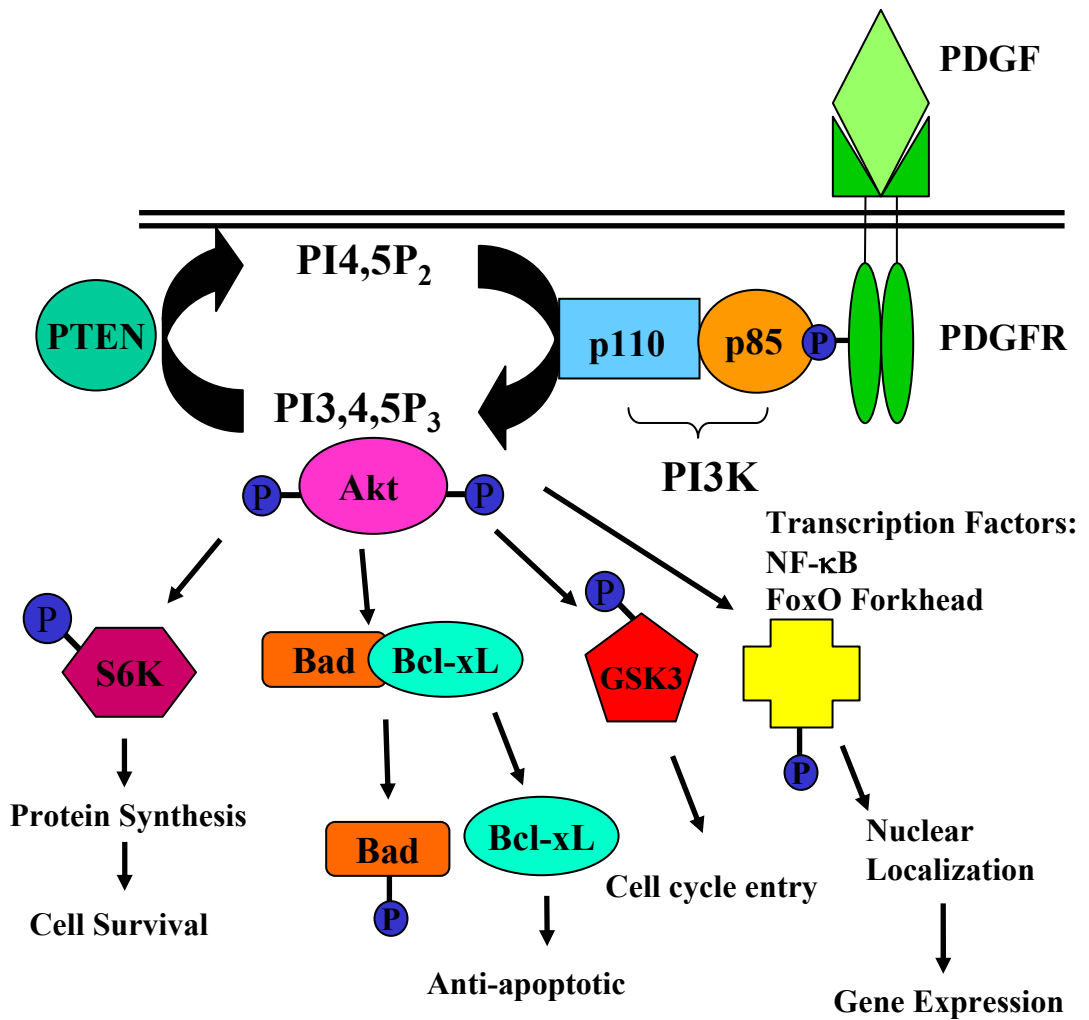 PDGF
PI4,5P₂
PTEN
p110
p85
P
PDGFR
PI3,4,5P₃
PI3K
P
Akt
P
Transcription Factors:
NF-κB
FoxO Forkhead
P
P
S6K
Bad
Bcl-xL
GSK3
P
Protein Synthesis
Bad
Bcl-xL
Nuclear
Localization
Cell cycle entry
P
Cell Survival
Anti-apoptotic
Gene Expression